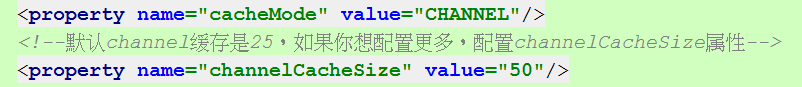 <property name="cacheMode" value="CHANNEL"/>
<!--默认channel缓存是25，如果你想配置更多，配置channelCacheSize属性-->
<property name="channelCacheSize" value="50"/>